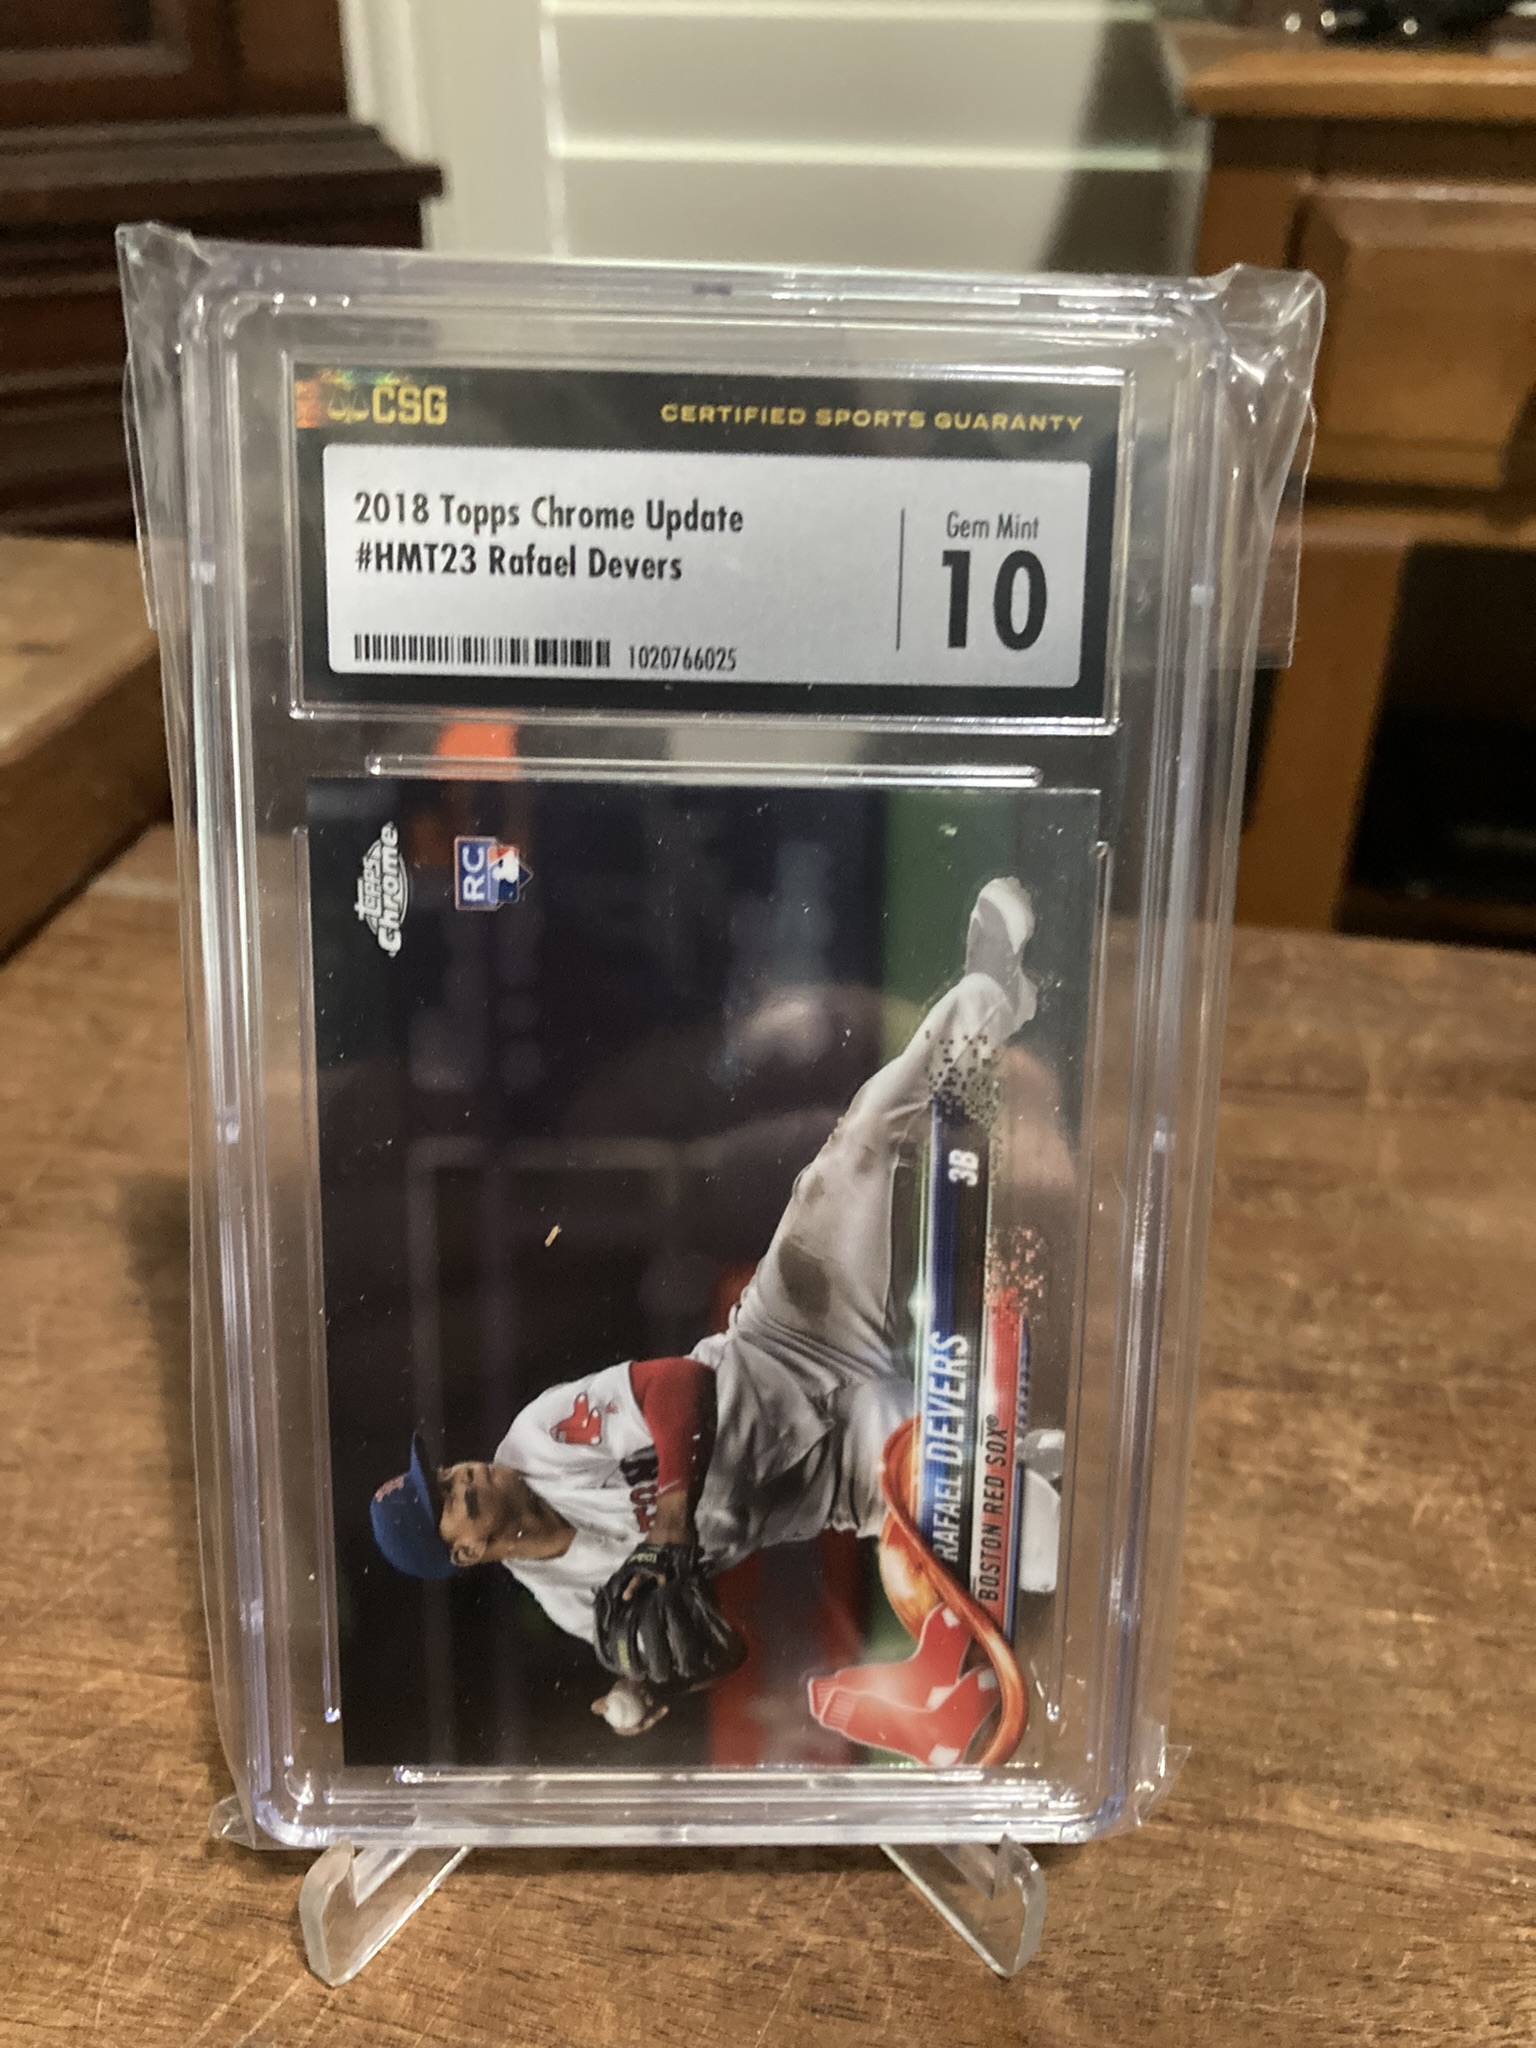 CSG
CERTIFIED SPORTS GUARANTY
2018 Topps Chrome Update
#HMT23 Rafael Devers
Gem Mint
10
1020766025
Topps
Chrome
RC
3B
RAFAEL DEVERS
BOSTON RED SOX®